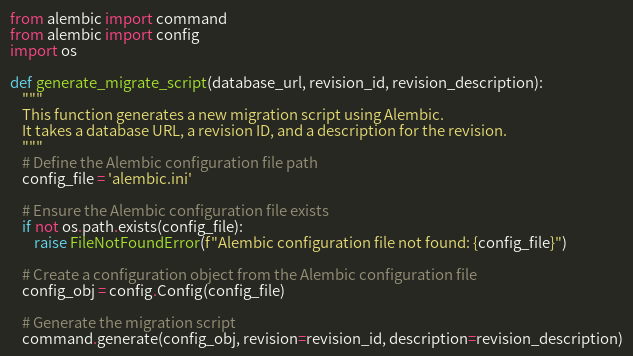 from alembic import command
from alembic import config
import os
def generate_migrate_script(database_url, revision_id, revision_description):
"""
This function generates a new migration script using Alembic.
It takes a database URL, a revision ID, and a description for the revision.
"""
# Define the Alembic configuration file path
config_file = 'alembic.ini'
# Ensure the Alembic configuration file exists
if not os.path.exists(config_file):
raise FileNotFoundError(f"Alembic configuration file not found: {config_file}")
# Create a configuration object from the Alembic configuration file
config_obj = config.Config(config_file)
# Generate the migration script
command.generate(config_obj, revision=revision_id, description=revision_description)